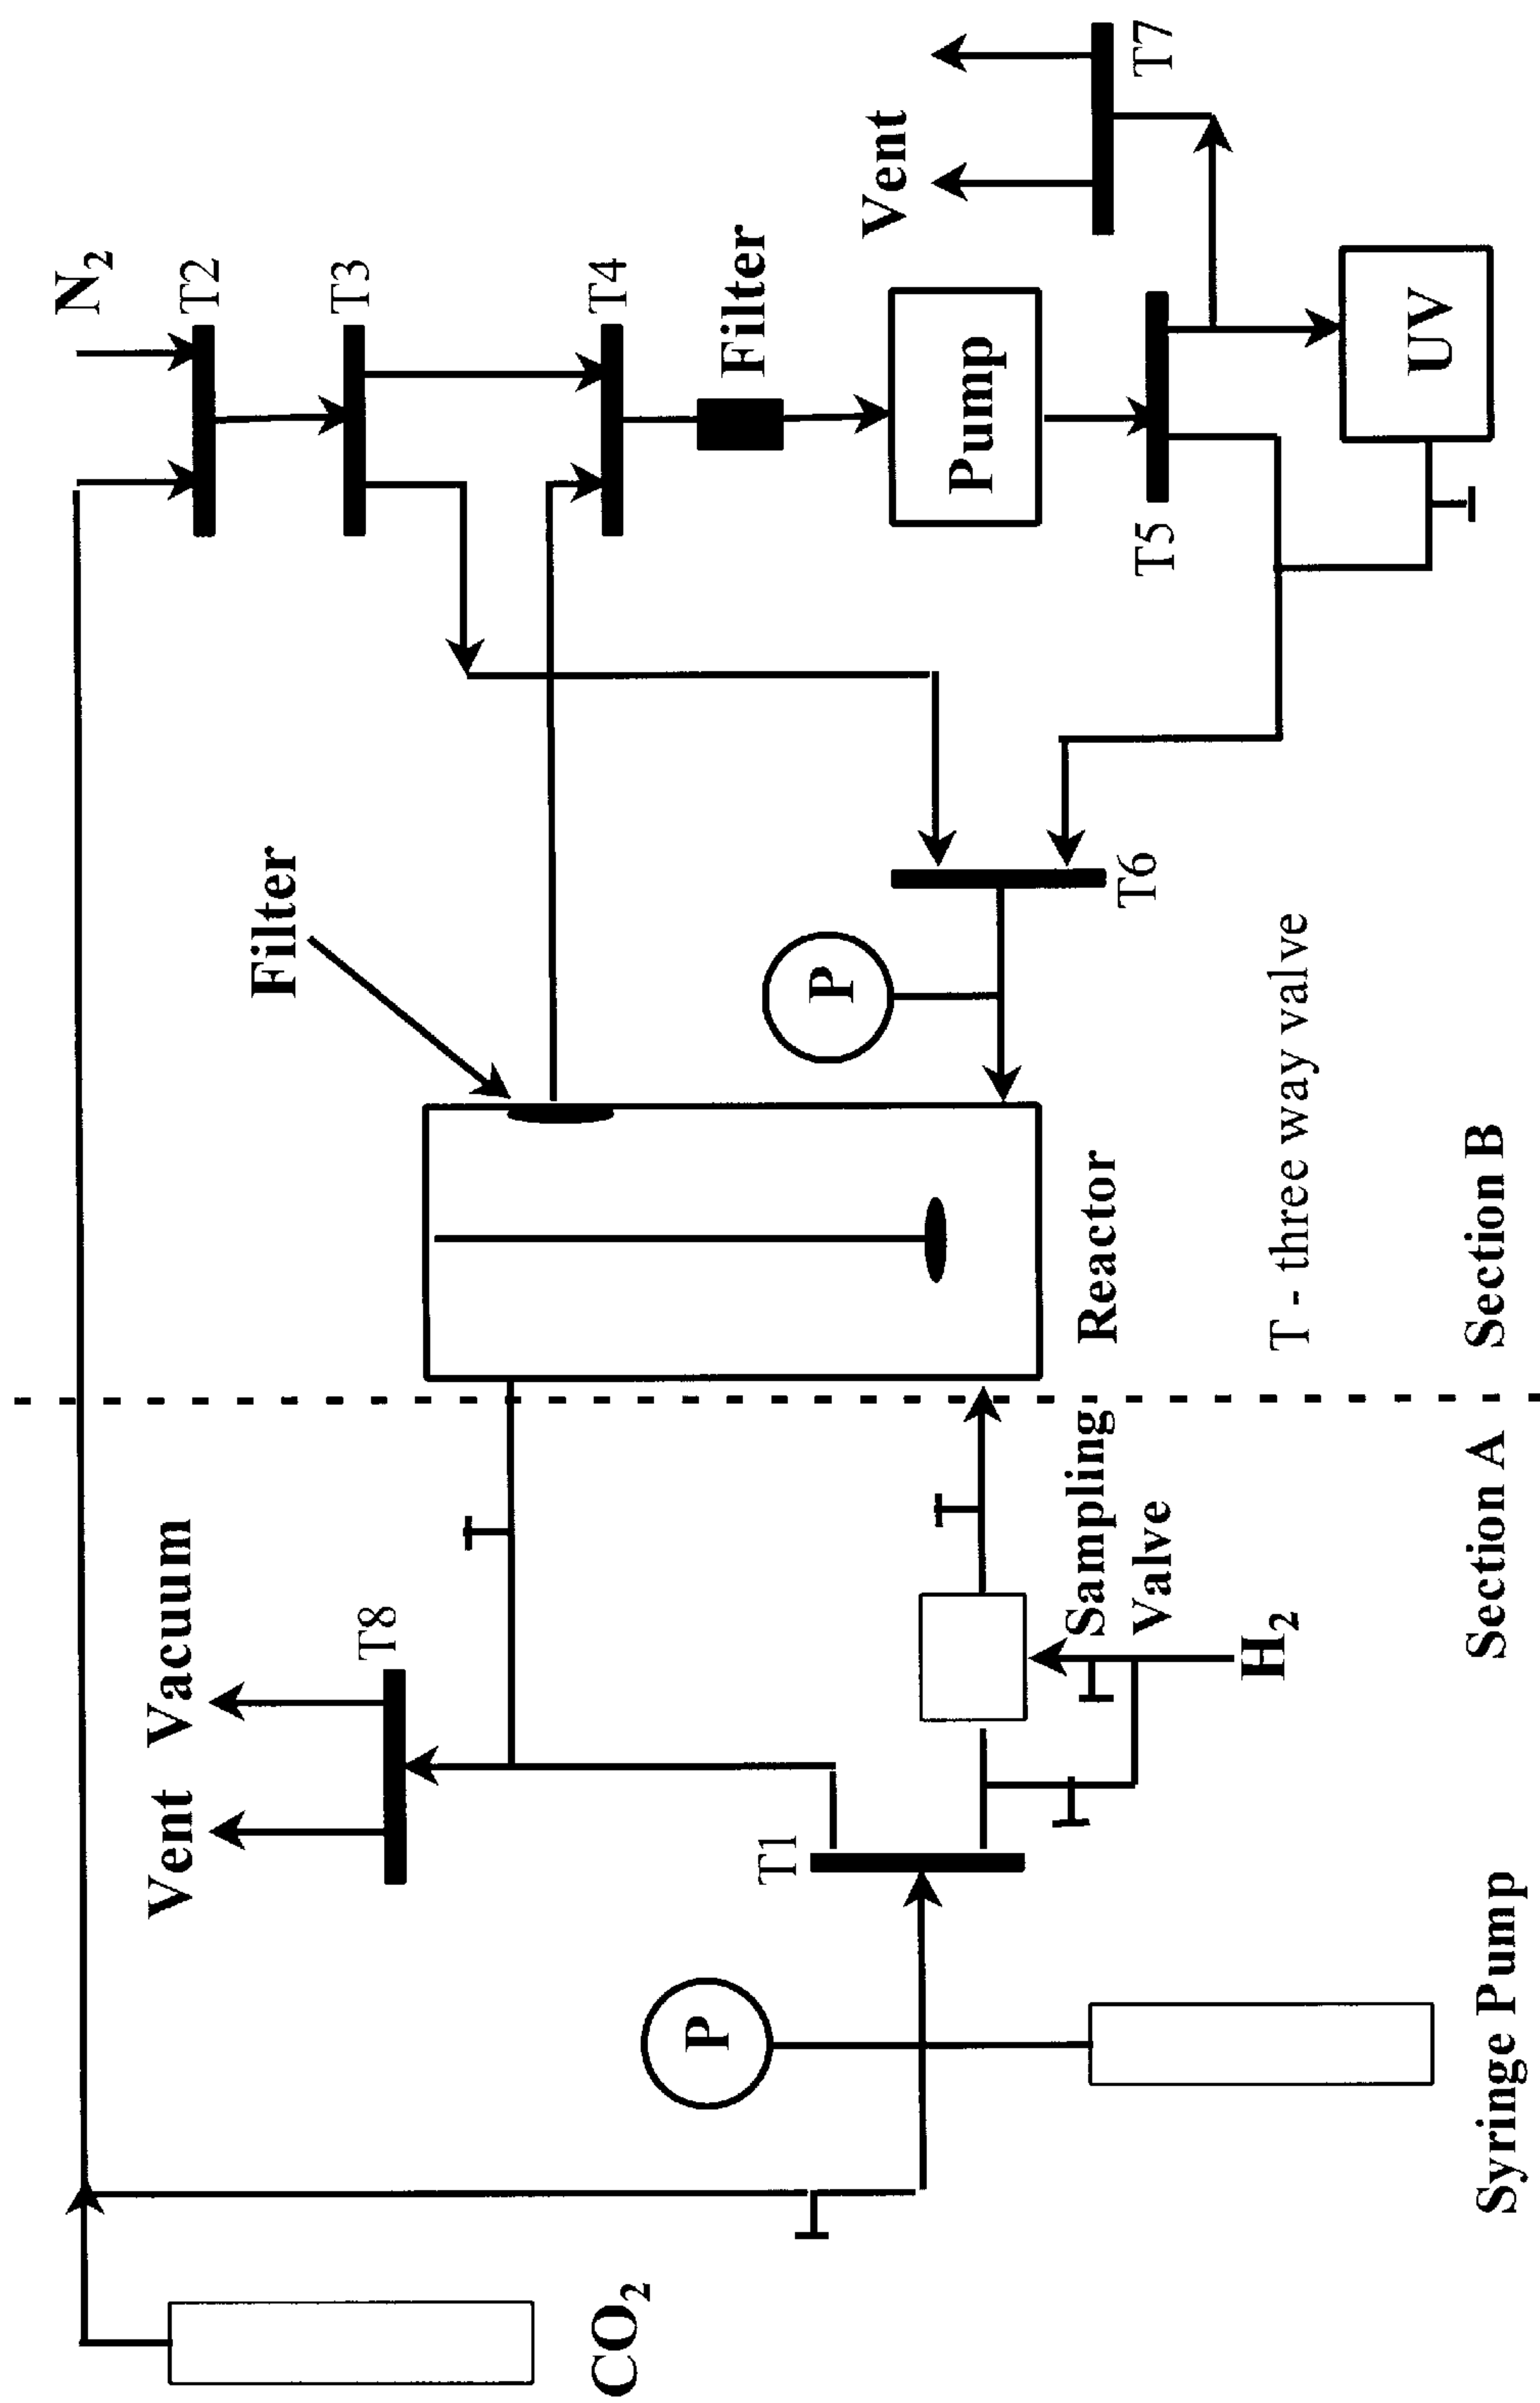 N₂
T2
T3
T4
Filter
Pump
Vent
T7
T5
UV
Filter
P
T6
Reactor
T - three way valve
Section B
Vent Vacuum
T8
T1
Sampling
Valve
H₂
Section A
P
Syringe Pump
CO₂